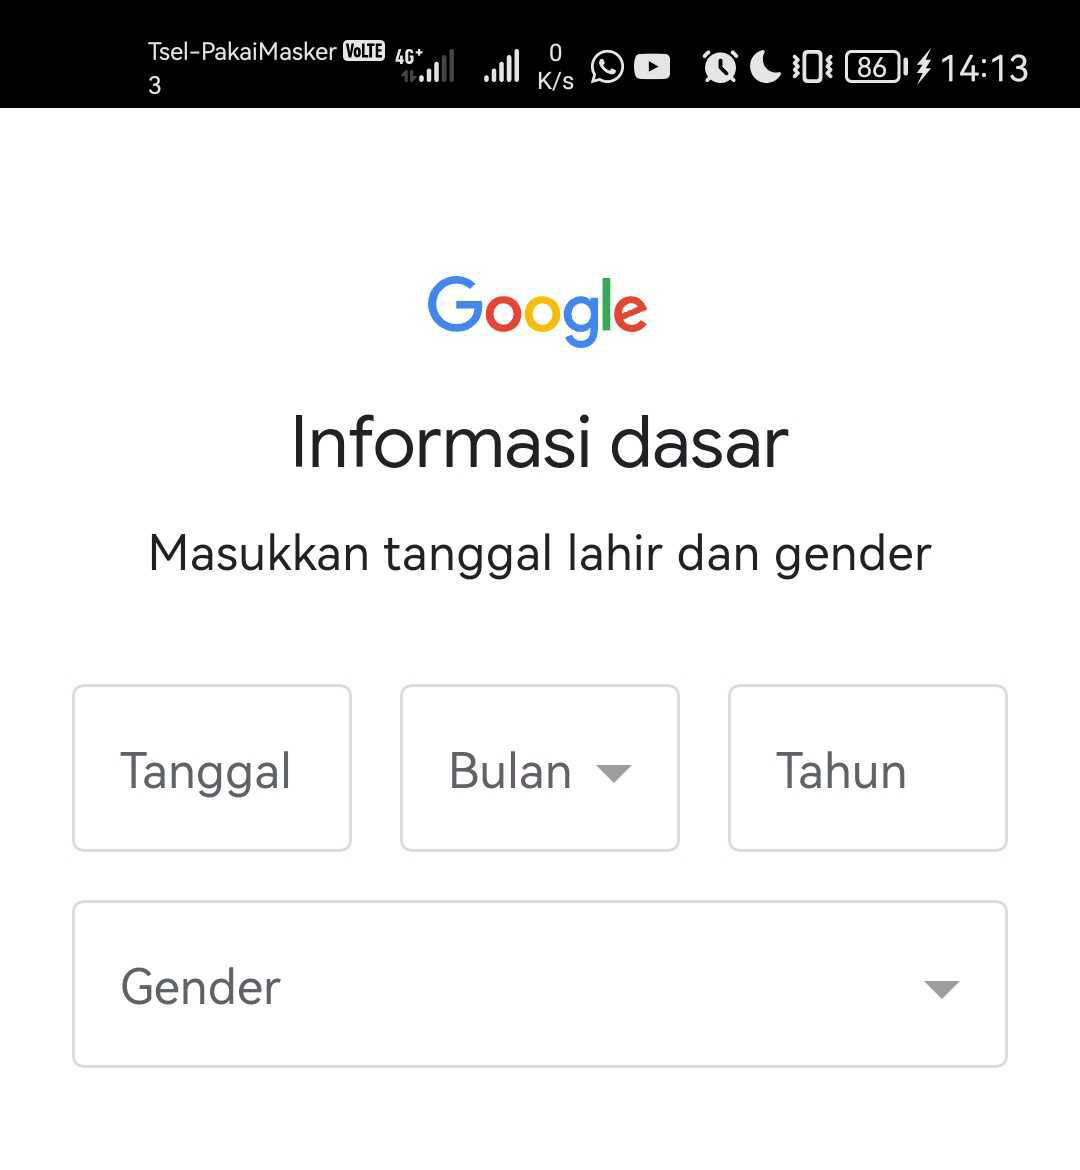 Tsel-PakaiMasker VoLTE 4G+ 0 86 14:13
3 K/s
Google
Informasi dasar
Masukkan tanggal lahir dan gender
Tanggal Bulan Tahun
Gender